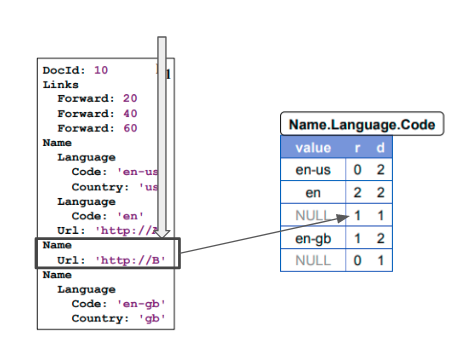 DocId: 10
Links
Forward: 20
Forward: 40
Forward: 60
Name
Language
Code: 'en-us
Country: 'us
Language
Code: 'en'
Url: 'http://
Name
Url: 'http://B'
Name
Language
Code: 'en-gb'
Country: 'gb'
Name.Language.Code
value r d
en-us 0 2
en 2 2
NULL 1 1
en-gb 1 2
NULL 0 1